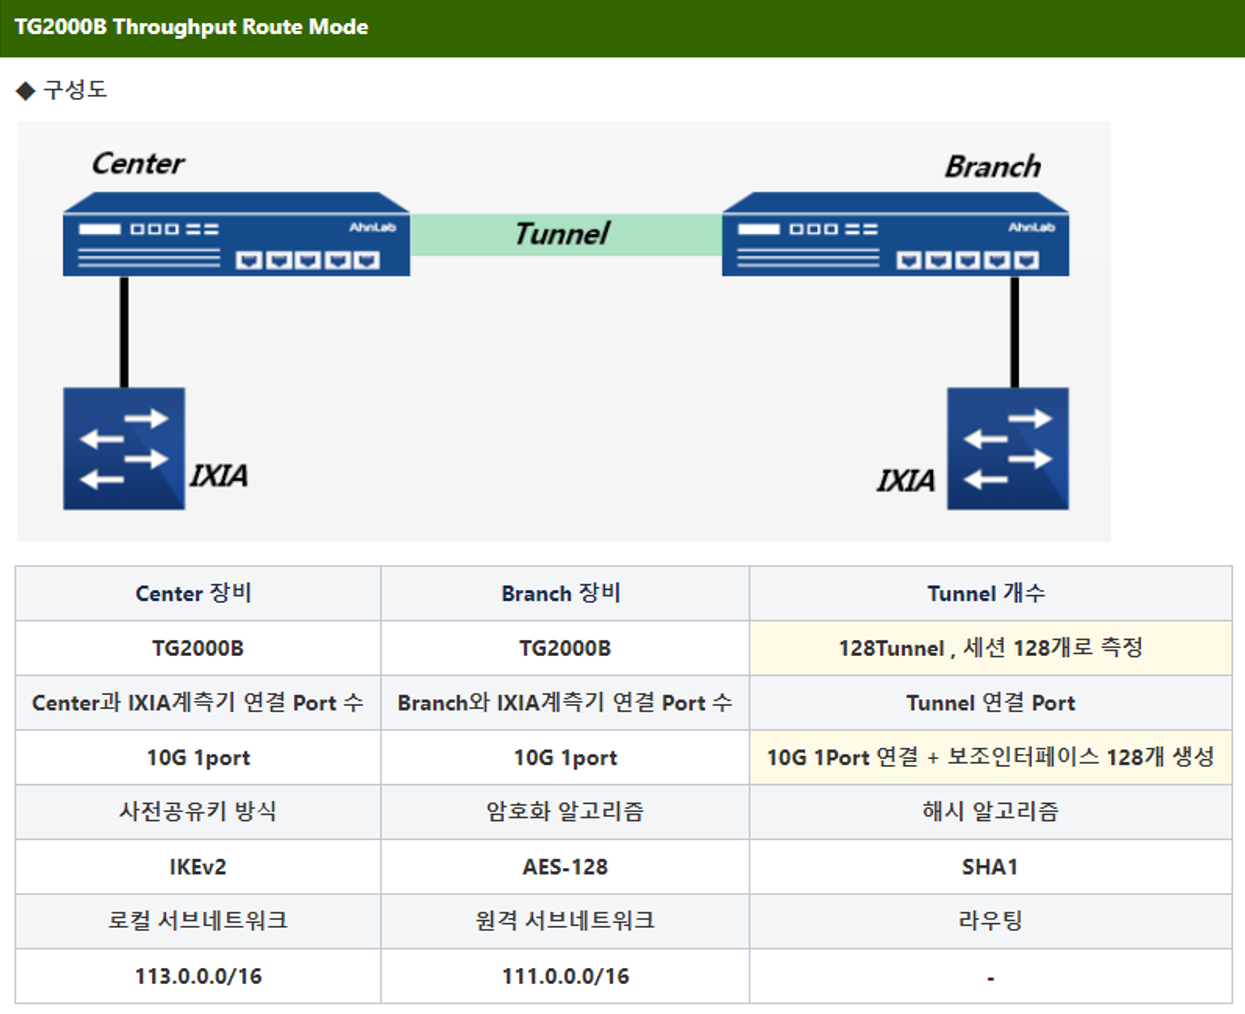 TG2000B Throughput Route Mode
◆ 구성도
Center
Branch
AhnLab
Tunnel
AhnLab
IXIA
IXIA
Center 장비
Branch 장비
Tunnel 개수
TG2000B
TG2000B
128Tunnel , 세션 128개로 측정
Center과 IXIA계측기 연결 Port 수
Branch와 IXIA계측기 연결 Port 수
Tunnel 연결 Port
10G 1port
10G 1port
10G 1Port 연결 + 보조인터페이스 128개 생성
사전공유키 방식
암호화 알고리즘
해시 알고리즘
IKEv2
AES-128
SHA1
로컬 서브네트워크
원격 서브네트워크
라우팅
113.0.0.0/16
111.0.0.0/16
-